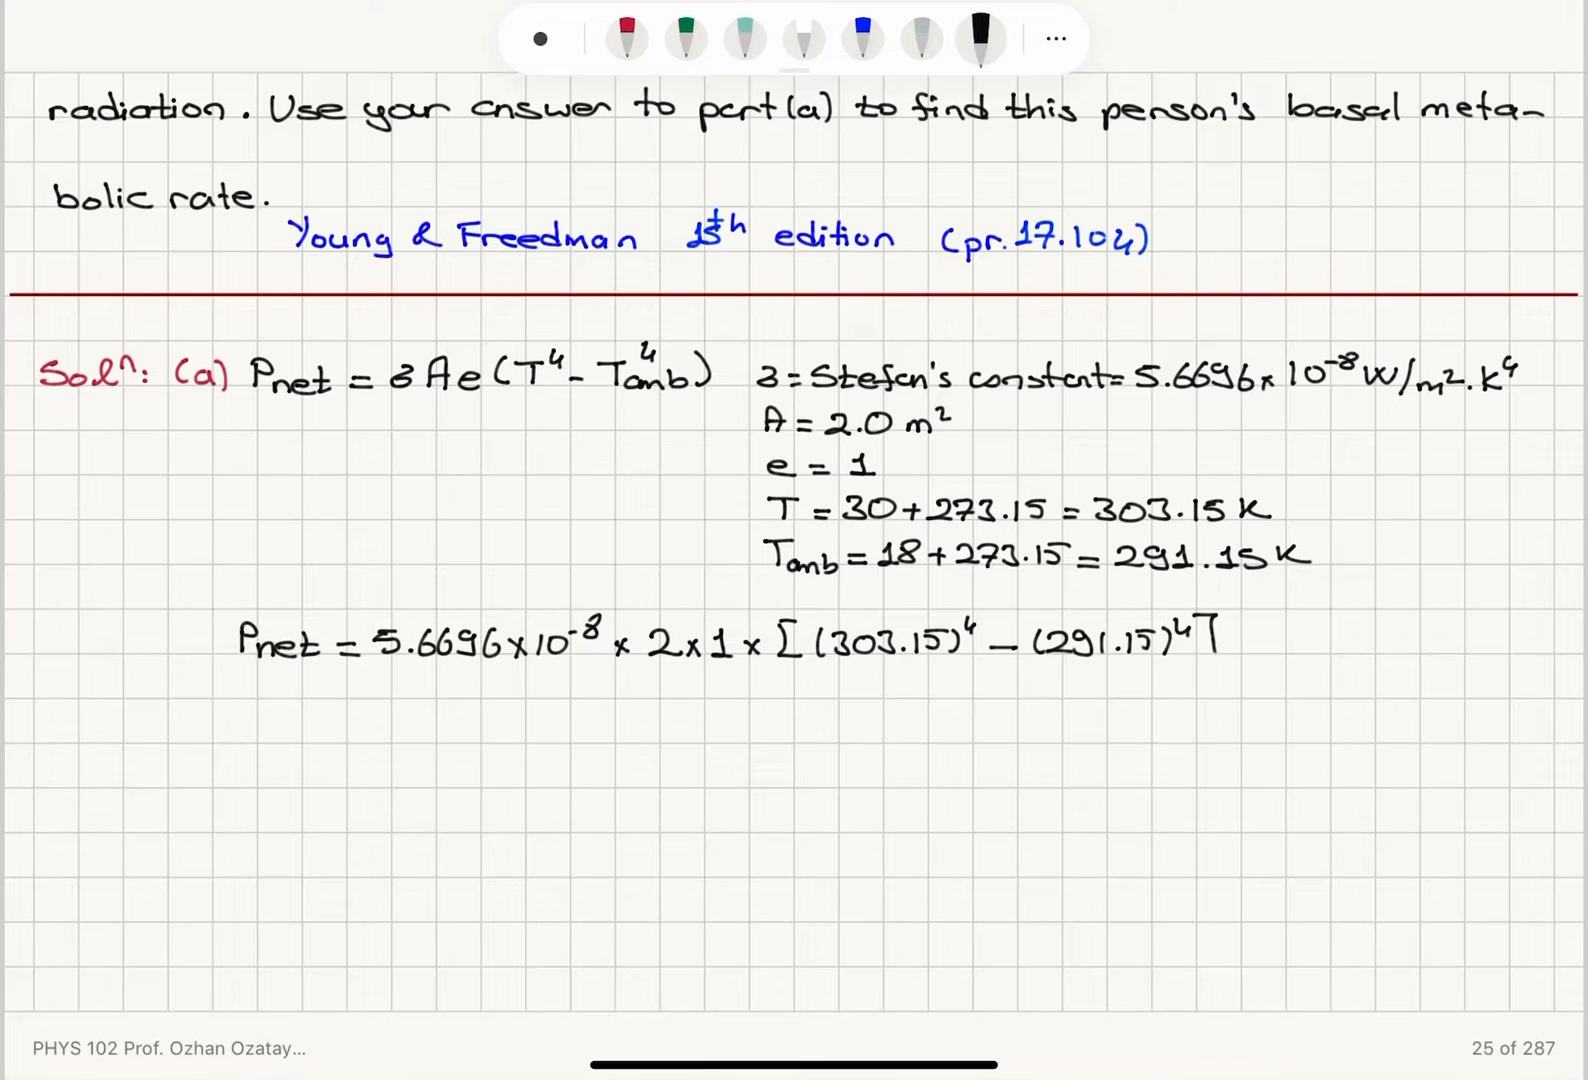 radiation. Use your answer to part (a) to find this person's basal meta-
bolic rate.
Young & Freedman 15th edition (pr. 17.104)
Solⁿ: (a) Pnet = σ A e (T⁴ - Tamb⁴) σ = Stefan's constant = 5.6696 x 10⁻⁸ W/m².K⁴
A = 2.0 m²
e = 1
T = 30 + 273.15 = 303.15 K
Tamb = 18 + 273.15 = 291.15 K
Pnet = 5.6696 x 10⁻⁸ x 2 x 1 x [(303.15)⁴ - (291.15)⁴]
PHYS 102 Prof. Ozhan Ozatay...
25 of 287